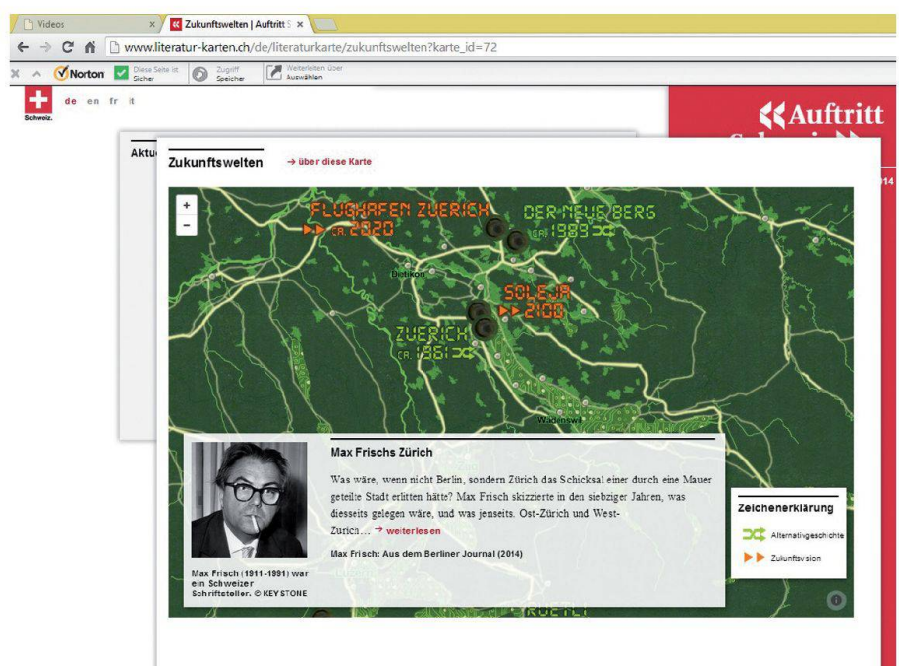 Videos
Zukunftswelten | Auftritt S
www.literatur-karten.ch/de/literaturkarte/zukunftswelten?karte_id=72
Norton
Diese Seite ist
Sicher
Zugriff
Speicher
Weiterleiten über
Auswählen
Schweiz.
de en fr it
Auftritt
14
Aktu
Zukunftswelten
→ über diese Karte
+
-
FLUGHAFEN ZUERICH
CA. 2020
DER NEUE BERG
CA. 1989
Dietikon
SOLEJA
2100
ZUERICH
CA. 1961
Wädenswil
Max Frischs Zürich
Was wäre, wenn nicht Berlin, sondern Zürich das Schicksal einer durch eine Mauer
geteilte Stadt erlitten hätte? Max Frisch skizzierte in den siebziger Jahren, was
diesseits gelegen wäre, und was jenseits. Ost-Zürich und West-
Zürich… → weiterlesen
Max Frisch: Aus dem Berliner Journal (2014)
Max Frisch (1911-1991) war
ein Schweizer
Schriftsteller. © KEYSTONE
Zeichenerklärung
Alternativgeschichte
Zukunftsvision
RUETLI